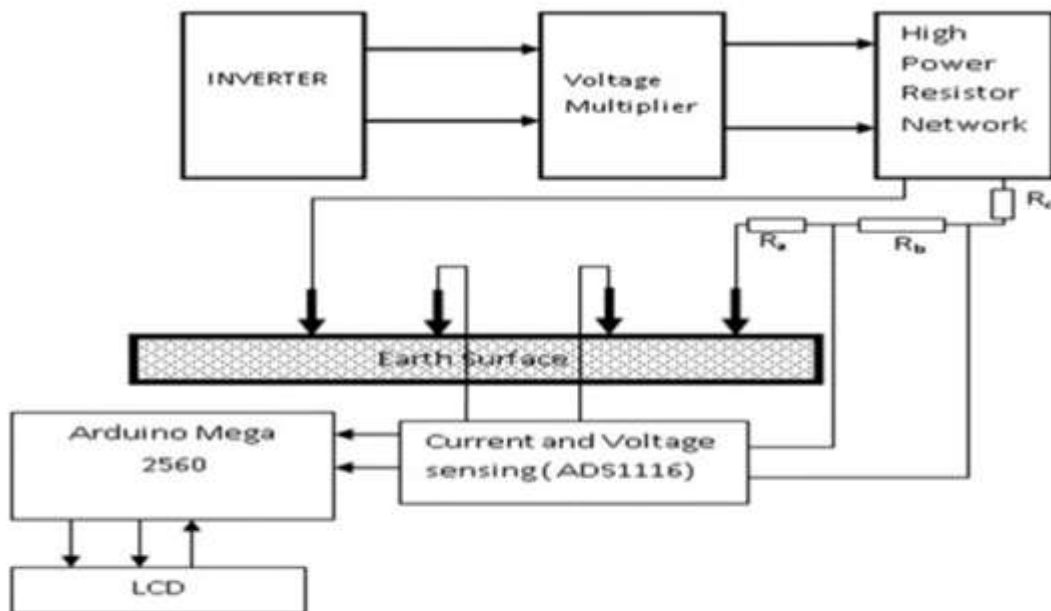 INVERTER
Voltage
Multiplier
High
Power
Resistor
Network
Ra
Rb
Earth Surface
Arduino Mega
2560
Current and Voltage
sensing ( ADS1116)
LCD